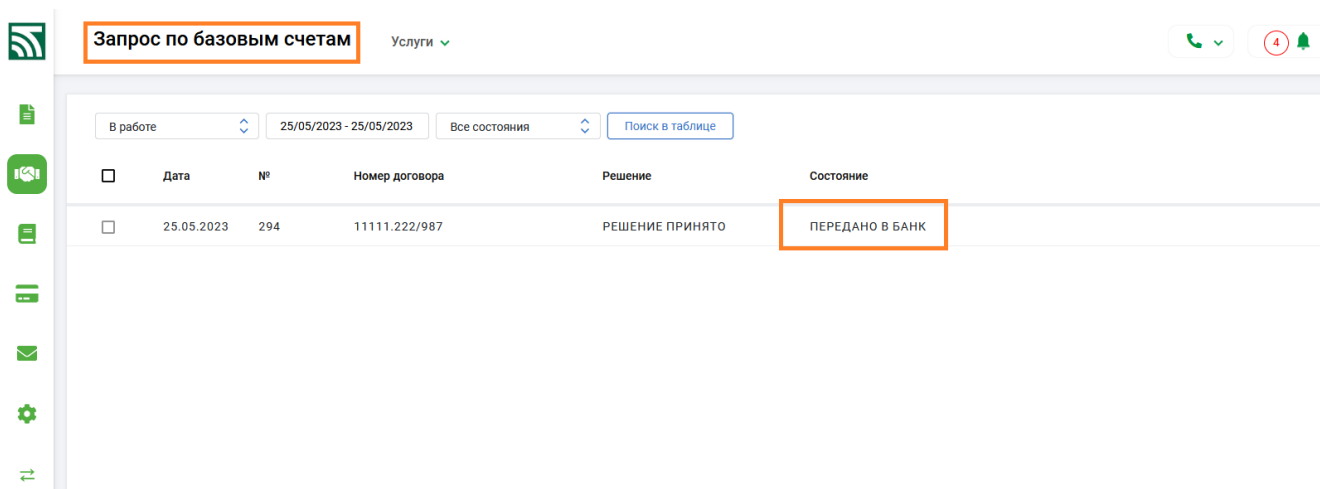 Запрос по базовым счетам Услуги 4
В работе 25/05/2023 - 25/05/2023 Все состояния Поиск в таблице
Дата № Номер договора Решение Состояние
25.05.2023 294 11111.222/987 РЕШЕНИЕ ПРИНЯТО ПЕРЕДАНО В БАНК